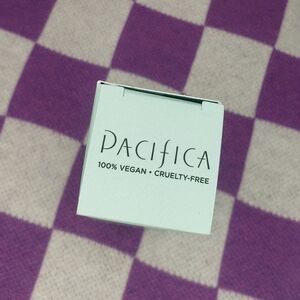 PACIFICA
100% VEGAN • CRUELTY-FREE